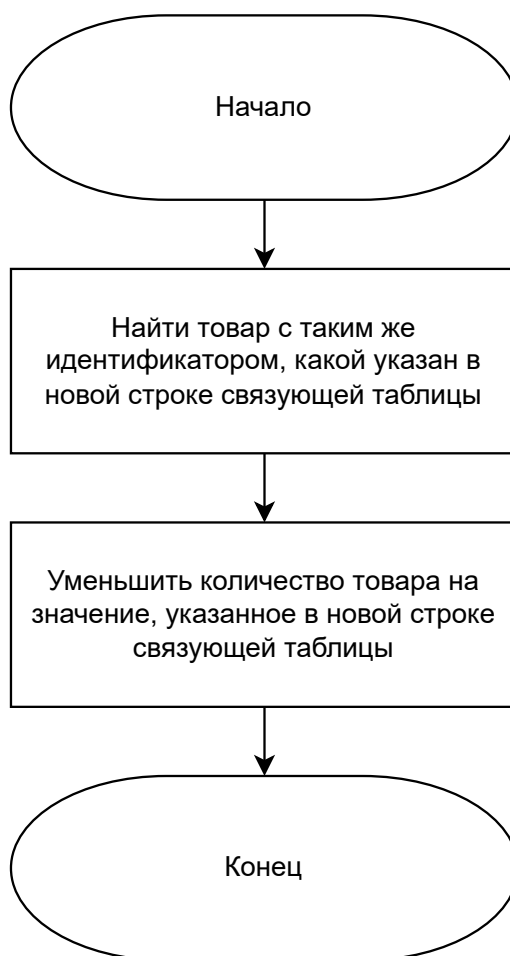 Начало
Найти товар с таким же
идентификатором, какой указан в
новой строке связующей таблицы
Уменьшить количество товара на
значение, указанное в новой строке
связующей таблицы
Конец